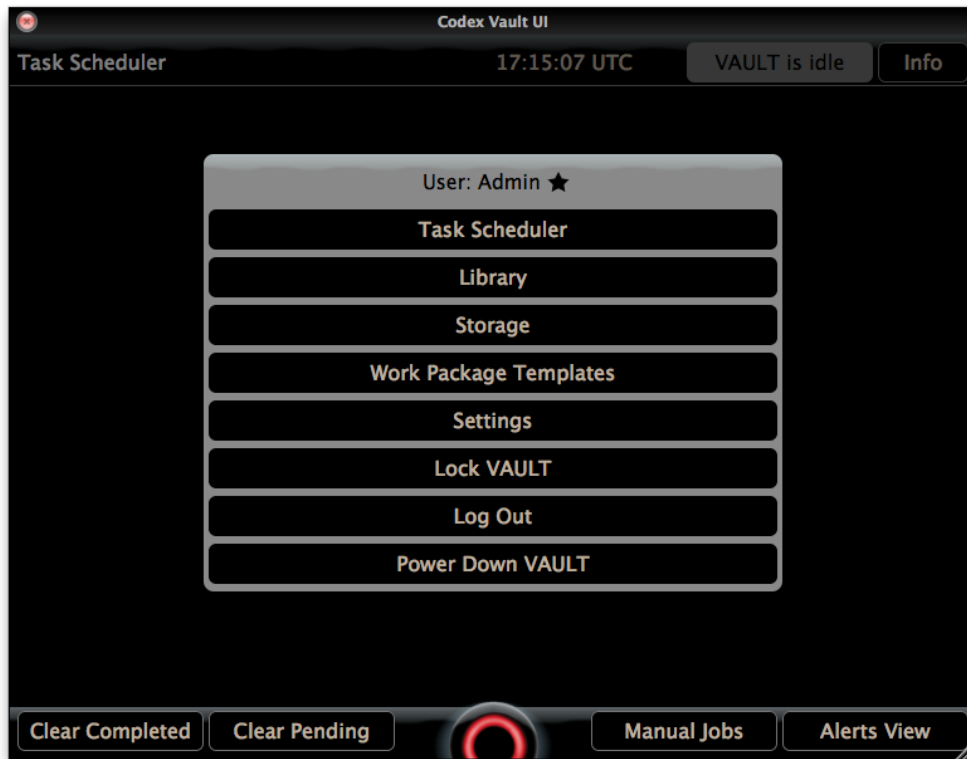 Codex Vault UI
Task Scheduler 17:15:07 UTC VAULT is idle Info
User: Admin ★
Task Scheduler
Library
Storage
Work Package Templates
Settings
Lock VAULT
Log Out
Power Down VAULT
Clear Completed Clear Pending Manual Jobs Alerts View